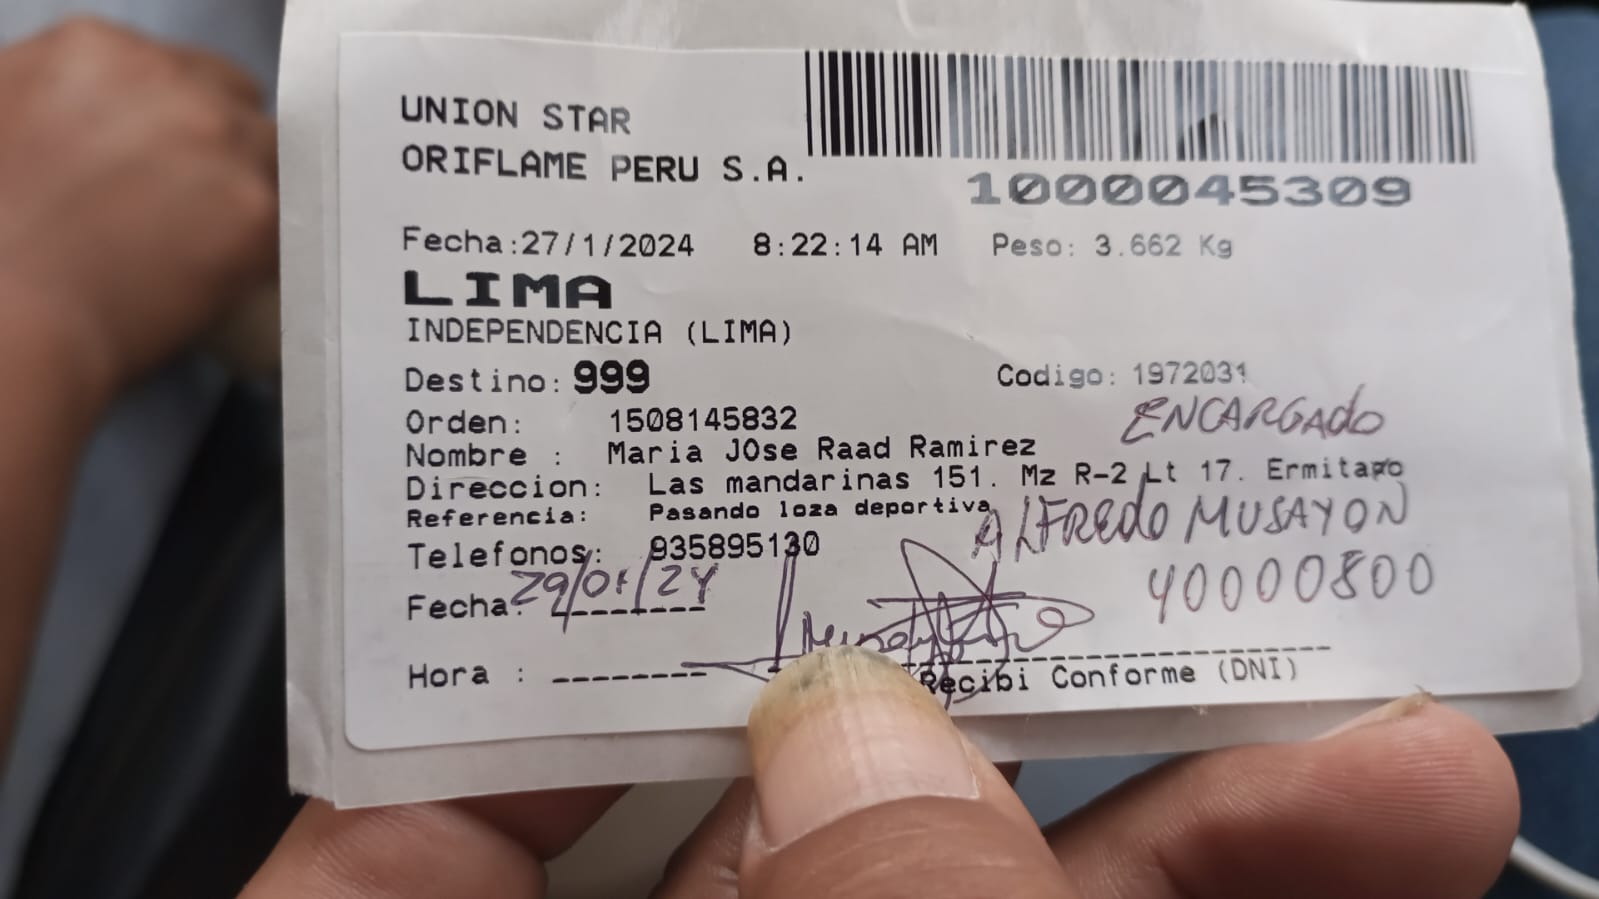 UNION STAR
ORIFLAME PERU S.A.
1000045309
Fecha:27/1/2024 8:22:14 AM Peso: 3.662 Kg
LIMA
INDEPENDENCIA (LIMA)
Destino: 999 Codigo: 1972031
Orden: 1508145832 ENCARGADO
Nombre : Maria JOse Raad Ramirez
Direccion: Las mandarinas 151. Mz R-2 Lt 17. Ermitaño
Referencia: Pasando loza deportiva
ALFREDO MUSAYON
Telefonos: 935895130
Fecha: 29/01/24 40000800
Hora : --------
Recibi Conforme (DNI)